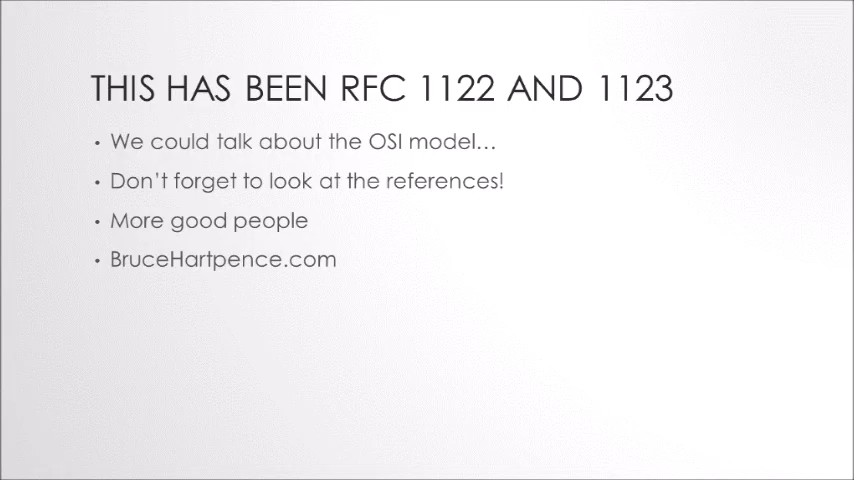 THIS HAS BEEN RFC 1122 AND 1123
• We could talk about the OSI model…
• Don't forget to look at the references!
• More good people
• BruceHartpence.com